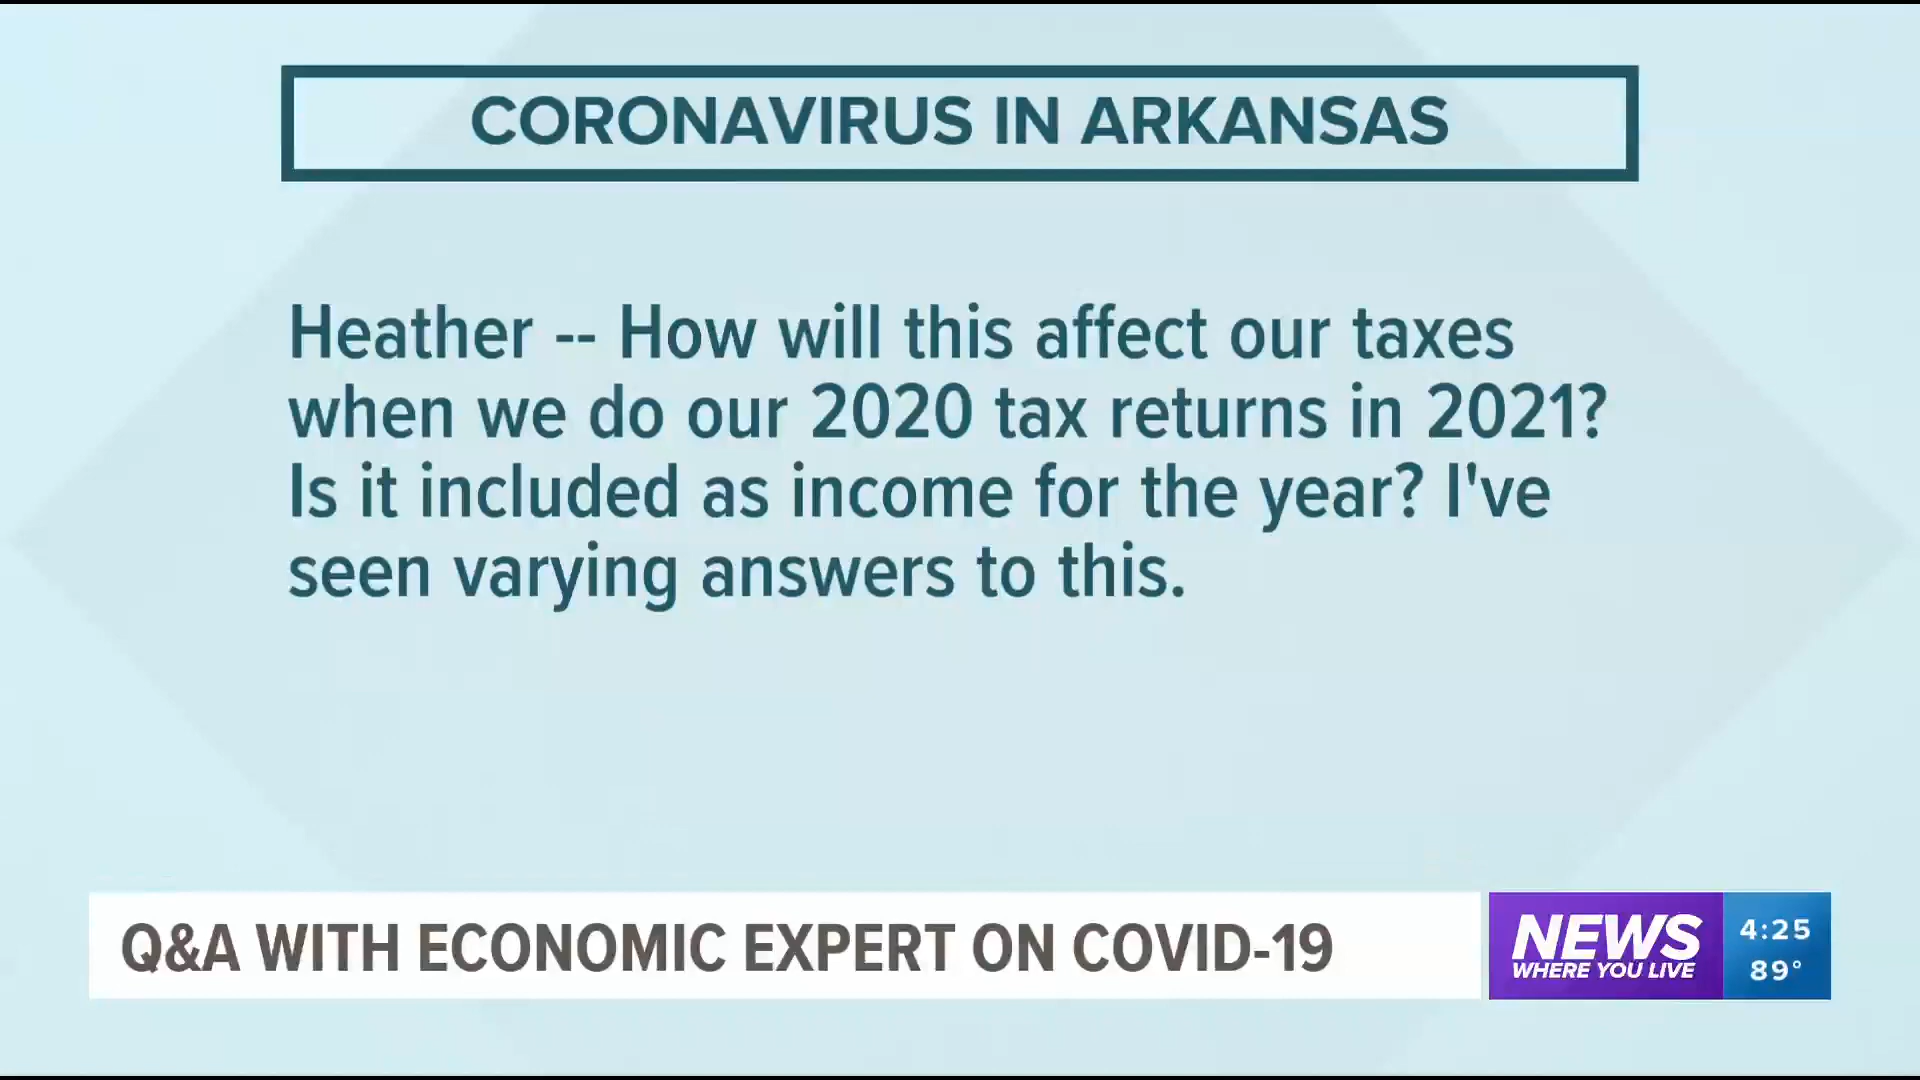 CORONAVIRUS IN ARKANSAS
Heather -- How will this affect our taxes
when we do our 2020 tax returns in 2021?
Is it included as income for the year? I've
seen varying answers to this.
Q&A WITH ECONOMIC EXPERT ON COVID-19
NEWS
WHERE YOU LIVE
4:25
89°